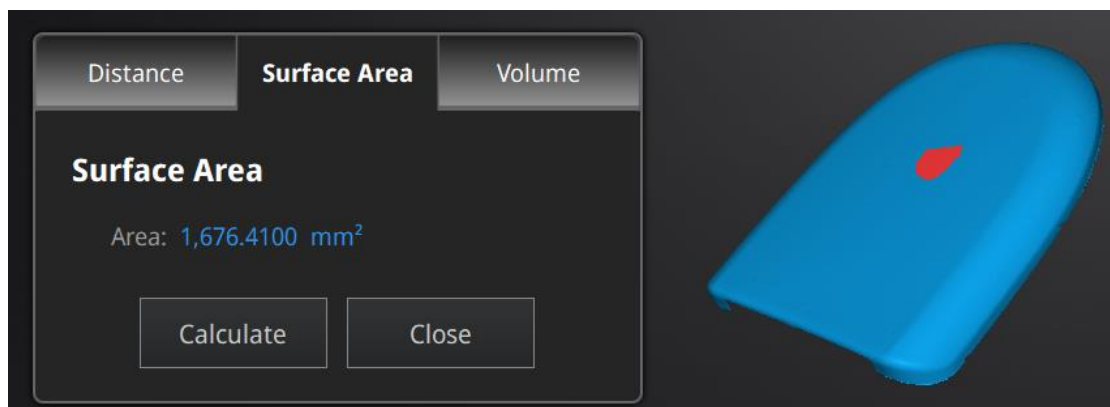 Distance Surface Area Volume
Surface Area
Area: 1,676.4100 mm²
Calculate Close